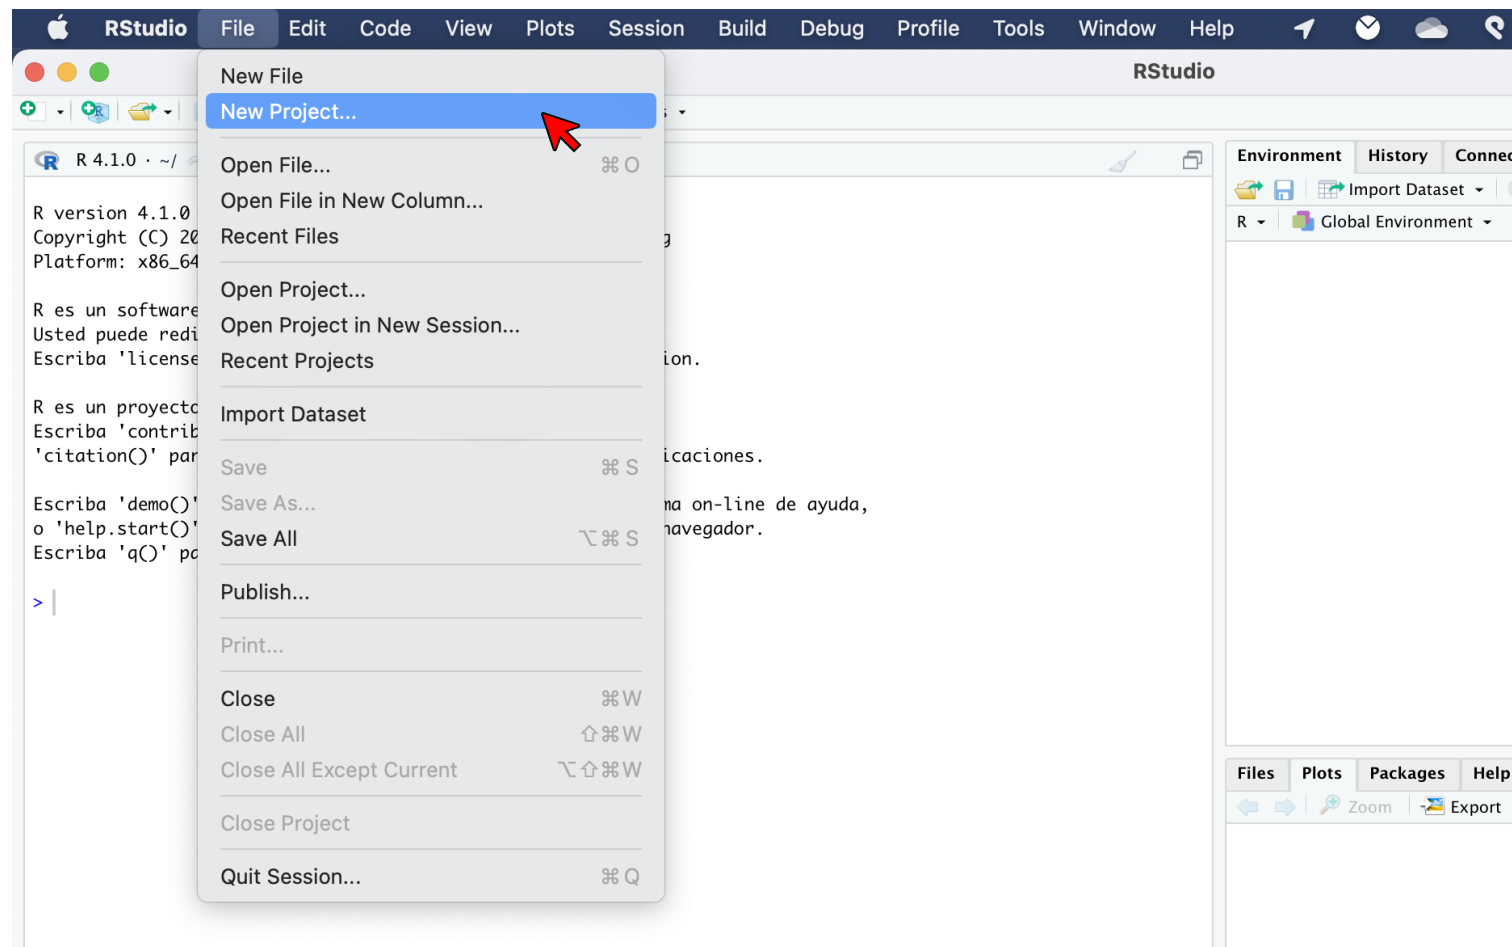 RStudio File Edit Code View Plots Session Build Debug Profile Tools Window Help
RStudio
New File
New Project...
Open File... ⌘ O
Open File in New Column...
Recent Files
Open Project...
Open Project in New Session...
Recent Projects
Import Dataset
Save ⌘ S
Save As...
Save All ⌥ ⌘ S
Publish...
Print...
Close ⌘ W
Close All ⇧ ⌘ W
Close All Except Current ⌥ ⇧ ⌘ W
Close Project
Quit Session... ⌘ Q
R 4.1.0 · ~/
R version 4.1.0
Copyright (C) 20
Platform: x86_64
R es un software
Usted puede redi
Escriba 'license ion.
R es un proyecto
Escriba 'contrib
'citation()' par icaciones.
Escriba 'demo()' ma on-line de ayuda,
o 'help.start()' navegador.
Escriba 'q()' pa
>
Environment History Connec
Import Dataset
R Global Environment
Files Plots Packages Help
Zoom Export